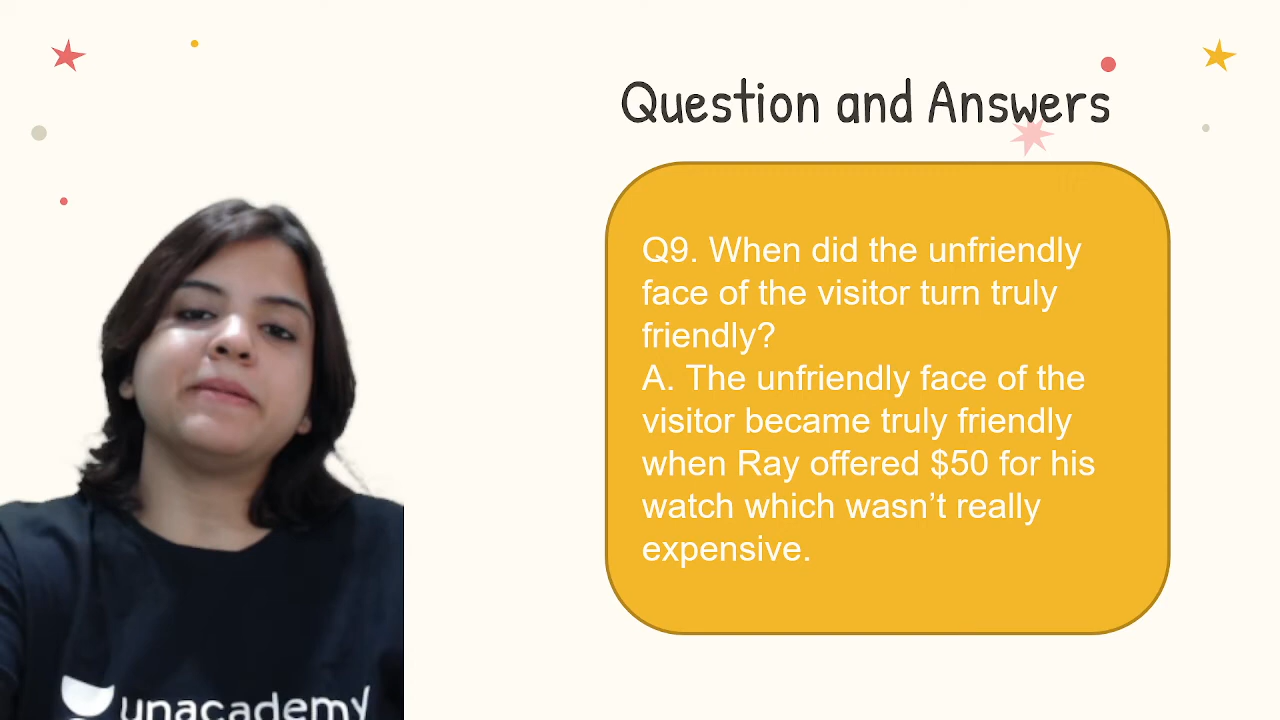 Question and Answers
Q9. When did the unfriendly
face of the visitor turn truly
friendly?
A. The unfriendly face of the
visitor became truly friendly
when Ray offered $50 for his
watch which wasn’t really
expensive.
unacademy